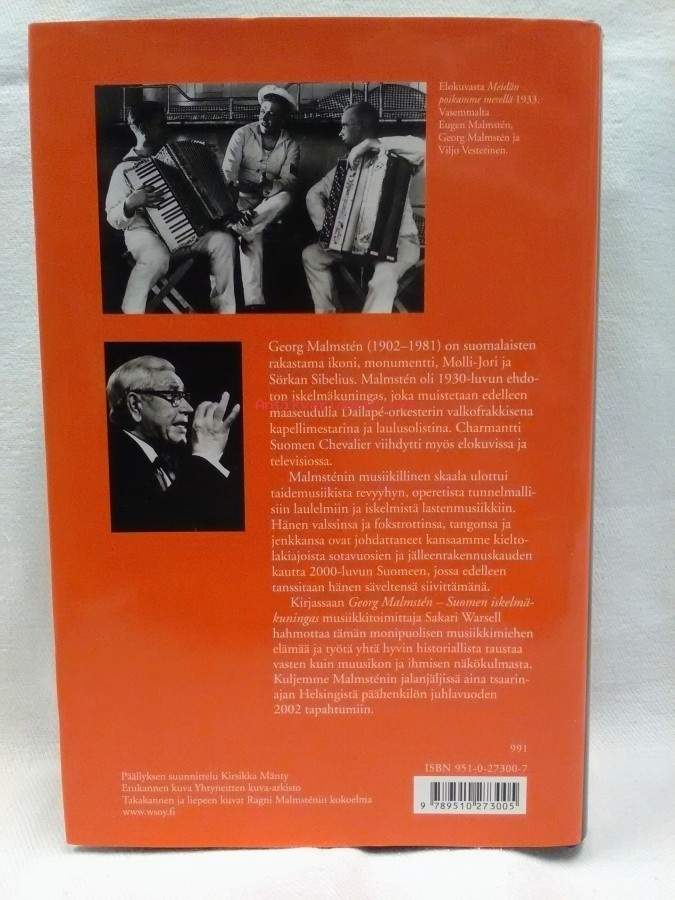 Elokuvasta Meidän
poikamme merellä 1933.
Vasemmalta
Eugen Malmstén,
Georg Malmstén ja
Viljo Vesterinen.
Georg Malmstén (1902–1981) on suomalaisten
rakastama ikoni, monumentti, Molli-Jori ja
Sörkan Sibelius. Malmstén oli 1930-luvun ehdo-
ton iskelmäkuningas, joka muistetaan edelleen
maaseudulla Dallapé-orkesterin valkofrakkisena
kapellimestarina ja laulusolistina. Charmantti
Suomen Chevalier viihdytti myös elokuvissa ja
televisiossa.
Malmsténin musiikillinen skaala ulottui
taidemusiikista revyyhyn, operetista tunnelmalli-
siin laulelmiin ja iskelmistä lastenmusiikkiin.
Hänen valssinsa ja fokstrottinsa, tangonsa ja
jenkkansa ovat johdattaneet kansaamme kielto-
lakiajoista sotavuosien ja jälleenrakennuskauden
kautta 2000-luvun Suomeen, jossa edelleen
tanssitaan hänen säveltensä siivittämänä.
Kirjassaan Georg Malmstén – Suomen iskelmä-
kuningas musiikkitoimittaja Sakari Warsell
hahmottaa tämän monipuolisen musiikkimiehen
elämää ja työtä yhtä hyvin historiallista taustaa
vasten kuin muusikon ja ihmisen näkökulmasta.
Kuljemme Malmsténin jalanjäljissä aina tsaarin-
ajan Helsingistä päähenkilön juhlavuoden
2002 tapahtumiin.
991
ISBN 951-0-27300-7
9 789510 273005
Päällyksen suunnittelu Kirsikka Mänty
Etukannen kuva Yhtyneitten kuva-arkisto
Takakannen ja liepeen kuvat Ragni Malmsténin kokoelma
www.wsoy.fi